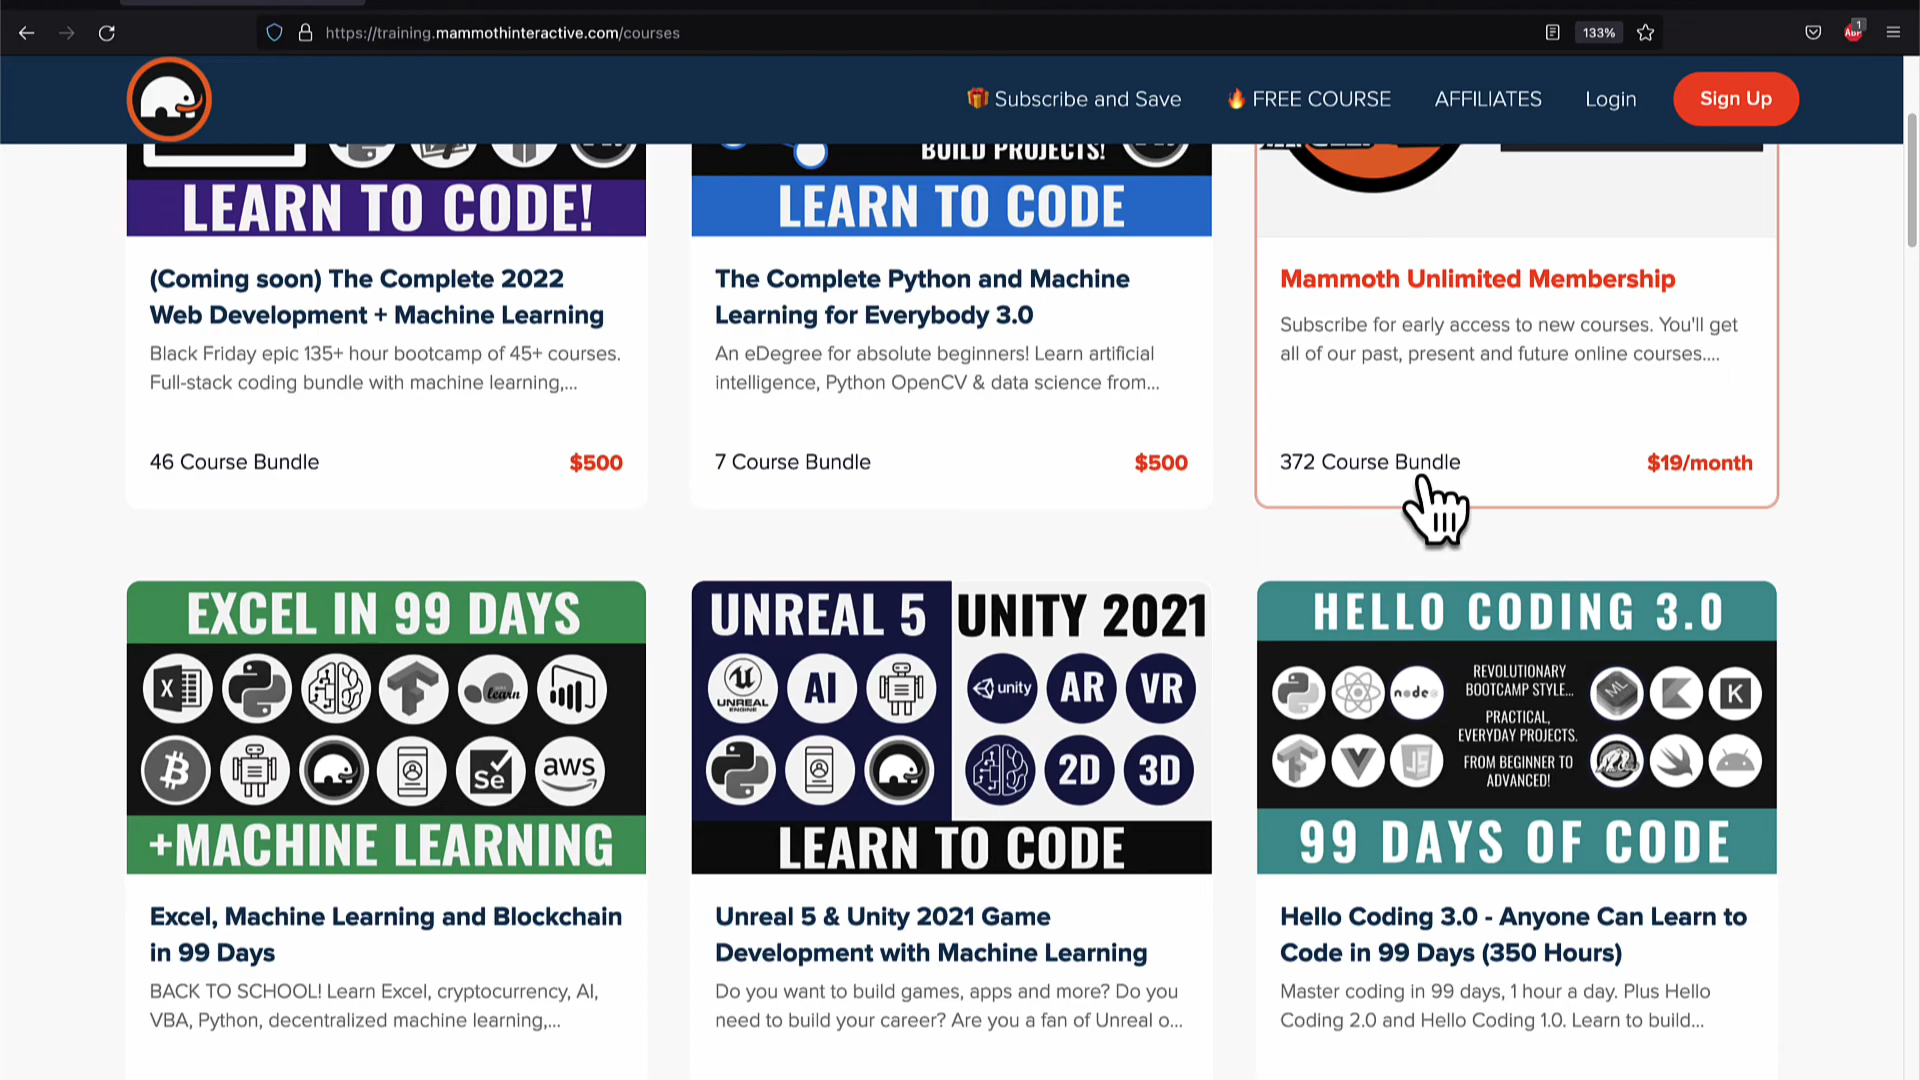 https://training.mammothinteractive.com/courses
133%
1
ABP
🎁 Subscribe and Save
🔥 FREE COURSE
AFFILIATES
Login
Sign Up
LEARN TO CODE!
(Coming soon) The Complete 2022
Web Development + Machine Learning
Black Friday epic 135+ hour bootcamp of 45+ courses.
Full-stack coding bundle with machine learning,...
46 Course Bundle
$500
BUILD PROJECTS!
LEARN TO CODE
The Complete Python and Machine
Learning for Everybody 3.0
An eDegree for absolute beginners! Learn artificial
intelligence, Python OpenCV & data science from...
7 Course Bundle
$500
Mammoth Unlimited Membership
Subscribe for early access to new courses. You'll get
all of our past, present and future online courses....
372 Course Bundle
$19/month
EXCEL IN 99 DAYS
X
learn
Se
aws
+MACHINE LEARNING
Excel, Machine Learning and Blockchain
in 99 Days
BACK TO SCHOOL! Learn Excel, cryptocurrency, AI,
VBA, Python, decentralized machine learning,...
UNREAL 5
UNITY 2021
UNREAL
ENGINE
AI
unity
AR
VR
2D
3D
LEARN TO CODE
Unreal 5 & Unity 2021 Game
Development with Machine Learning
Do you want to build games, apps and more? Do you
need to build your career? Are you a fan of Unreal o...
HELLO CODING 3.0
node
REVOLUTIONARY
BOOTCAMP STYLE...
PRACTICAL,
EVERYDAY PROJECTS.
FROM BEGINNER TO
ADVANCED!
ML
K
JS
99 DAYS OF CODE
Hello Coding 3.0 - Anyone Can Learn to
Code in 99 Days (350 Hours)
Master coding in 99 days, 1 hour a day. Plus Hello
Coding 2.0 and Hello Coding 1.0. Learn to build...